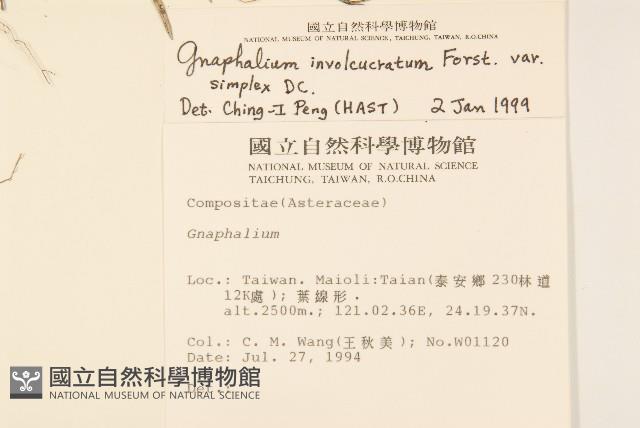 國立自然科學博物館
NATIONAL MUSEUM OF NATURAL SCIENCE, TAICHUNG, TAIWAN, R.O.CHINA
Gnaphalium involcucratum Forst. var.
simplex DC.
Det. Ching-I Peng (HAST) 2 Jan 1999
國立自然科學博物館
NATIONAL MUSEUM OF NATURAL SCIENCE
TAICHUNG, TAIWAN, R.O.CHINA
Compositae(Asteraceae)
Gnaphalium
Loc.: Taiwan. Maioli:Taian(泰安鄉230林道
12K處); 葉線形.
alt.2500m.; 121.02.36E, 24.19.37N.
Col.: C. M. Wang(王秋美); No.W01120
Date: Jul. 27, 1994
Det.:
國立自然科學博物館
NATIONAL MUSEUM OF NATURAL SCIENCE